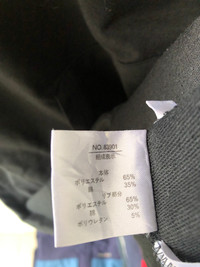 NO.82001
組成表示
本体
ポリエステル 65%
綿 35%
リブ部分
ポリエステル 65%
綿 30%
ポリウレタン 5%